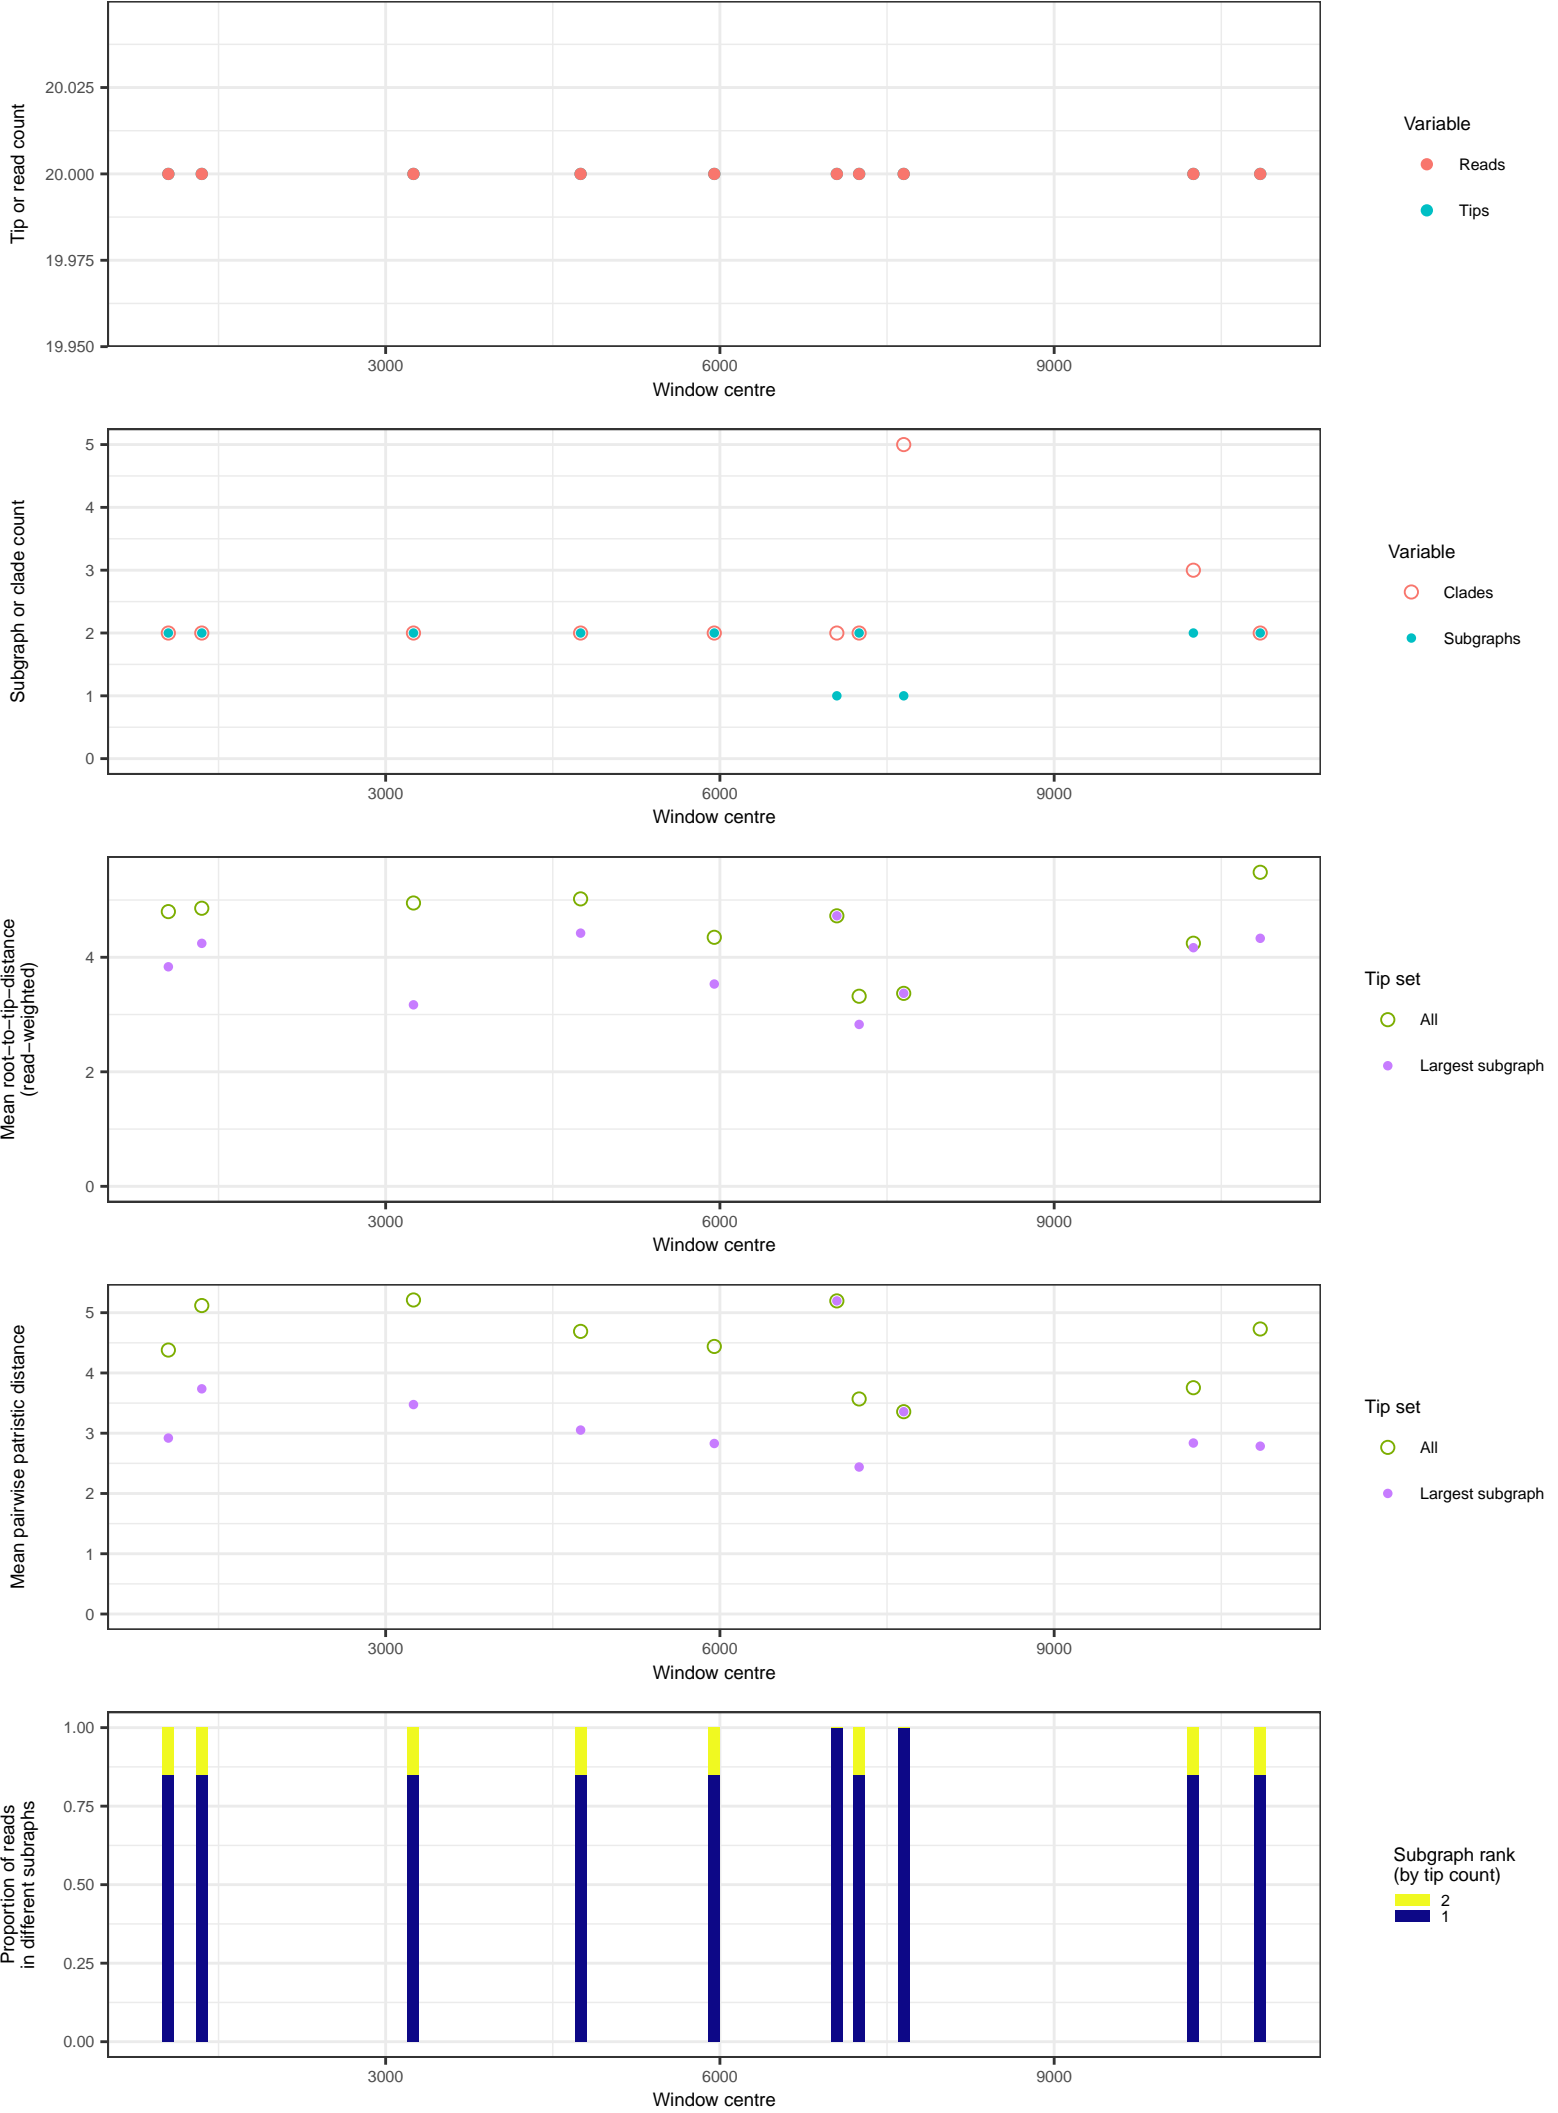 20.025
20.000
19.975
19.950
Tip or read count
3000 6000 9000
Window centre
Variable
Reads
Tips
5
4
3
2
1
0
Subgraph or clade count
3000 6000 9000
Window centre
Variable
Clades
Subgraphs
4
2
0
Mean root−to−tip−distance
(read−weighted)
3000 6000 9000
Window centre
Tip set
All
Largest subgraph
5
4
3
2
1
0
Mean pairwise patristic distance
3000 6000 9000
Window centre
Tip set
All
Largest subgraph
1.00
0.75
0.50
0.25
0.00
Proportion of reads
in different subraphs
3000 6000 9000
Window centre
Subgraph rank
(by tip count)
2
1